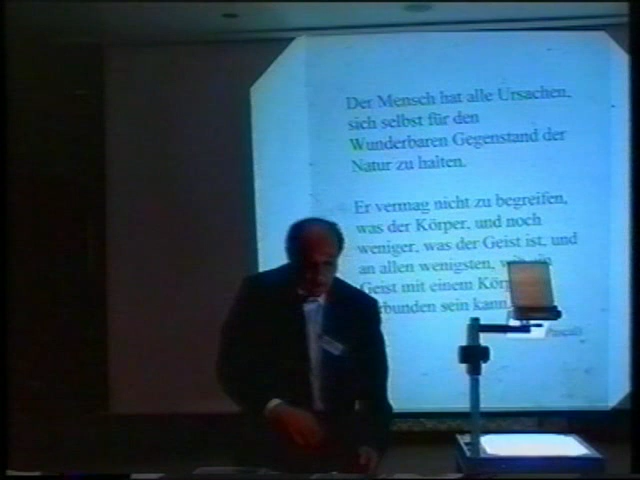 Der Mensch hat alle Ursachen,
sich selbst für den
Wunderbaren Gegenstand der
Natur zu halten.
Er vermag nicht zu begreifen,
was der Körper, und noch
weniger, was der Geist ist, und
an allen wenigsten,
Geist mit einem
sein kann